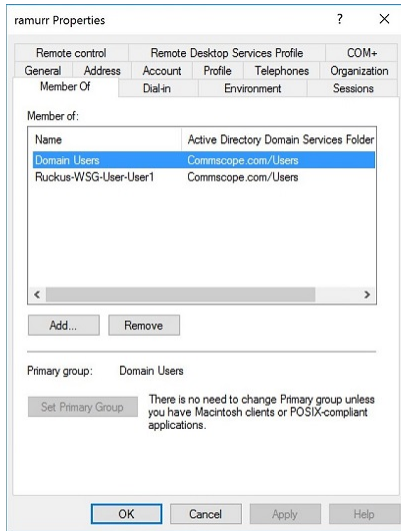 ramurr Properties
?
Remote control Remote Desktop Services Profile COM+
General Address Account Profile Telephones Organization
Member Of Dial-in Environment Sessions
Member of:
Name Active Directory Domain Services Folder
Domain Users Commscope.com/Users
Ruckus-WSG-User-User1 Commscope.com/Users
Add... Remove
Primary group: Domain Users
Set Primary Group
There is no need to change Primary group unless
you have Macintosh clients or POSIX-compliant
applications.
OK Cancel Apply Help